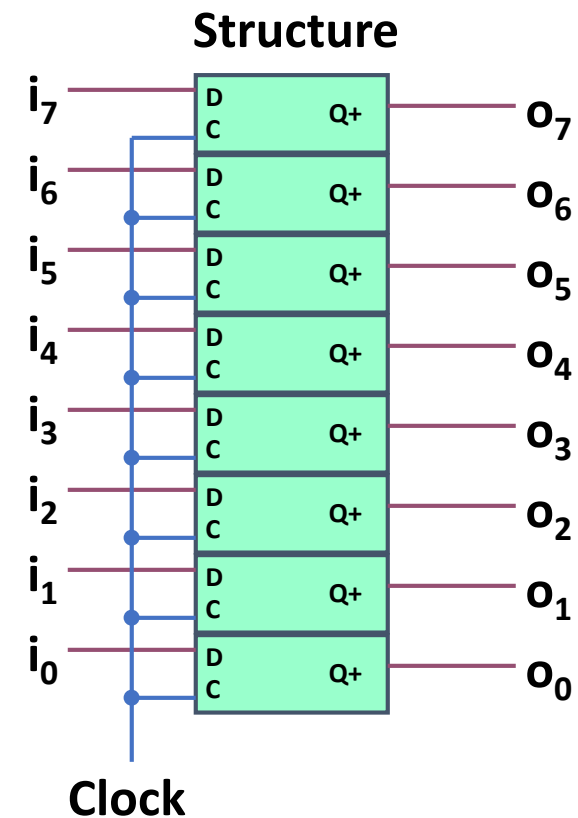 Structure
i7 D Q+ o7
C
i6 D Q+ o6
C
i5 D Q+ o5
C
i4 D Q+ o4
C
i3 D Q+ o3
C
i2 D Q+ o2
C
i1 D Q+ o1
C
i0 D Q+ o0
C
Clock